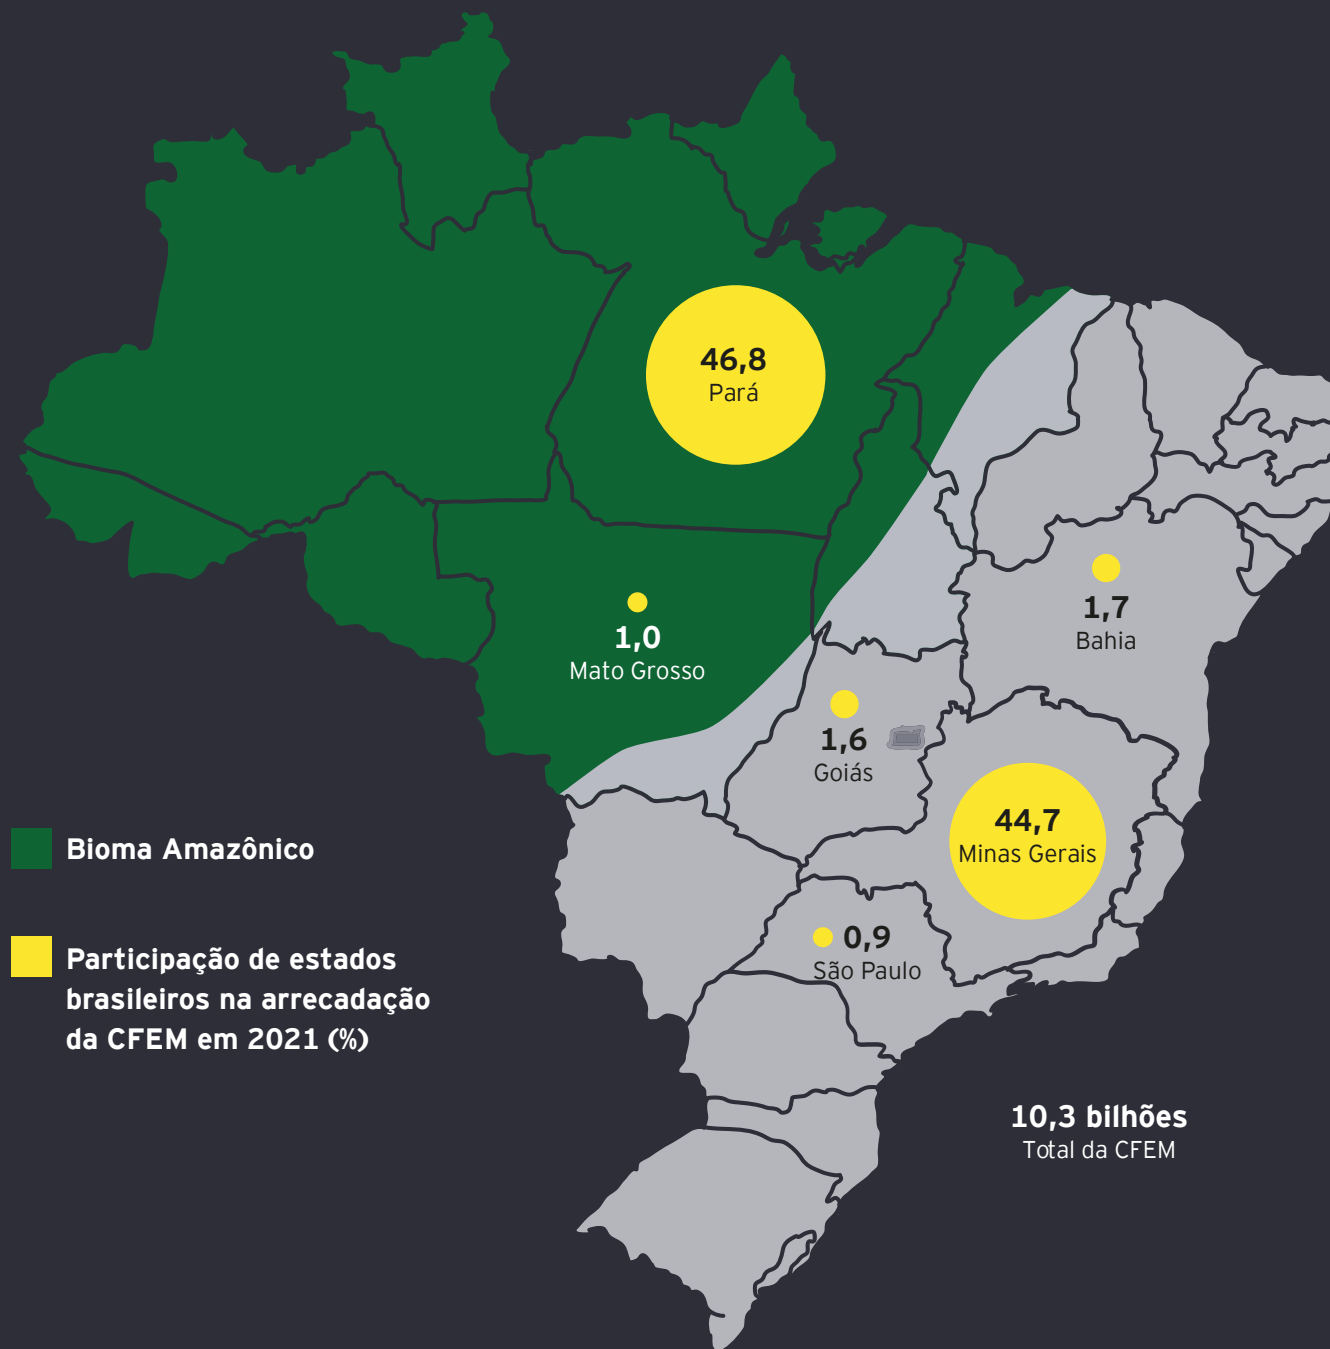 46,8
Pará
1,7
Bahia
1,0
Mato Grosso
1,6
Goiás
44,7
Minas Gerais
0,9
São Paulo
Bioma Amazônico
Participação de estados
brasileiros na arrecadação
da CFEM em 2021 (%)
10,3 bilhões
Total da CFEM